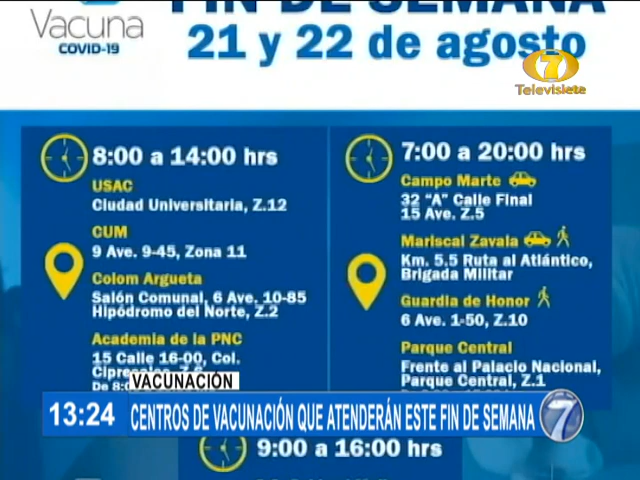 Vacuna
COVID-19
FIN DE SEMANA
21 y 22 de agosto
7
Televisiete
8:00 a 14:00 hrs
USAC
Ciudad Universitaria, Z.12
CUM
9 Ave. 9-45, Zona 11
Colom Argueta
Salón Comunal, 6 Ave. 10-85
Hipódromo del Norte, Z.2
Academia de la PNC
15 Calle 16-00, Col.
7:00 a 20:00 hrs
Campo Marte
32 "A" Calle Final
15 Ave. Z.5
Mariscal Zavala
Km. 5.5 Ruta al Atlántico,
Brigada Militar
Guardia de Honor
6 Ave. 1-50, Z.10
Parque Central
Frente al Palacio Nacional,
Parque Central, Z.1
VACUNACIÓN
13:24
CENTROS DE VACUNACIÓN QUE ATENDERÁN ESTE FIN DE SEMANA
7
9:00 a 16:00 hrs